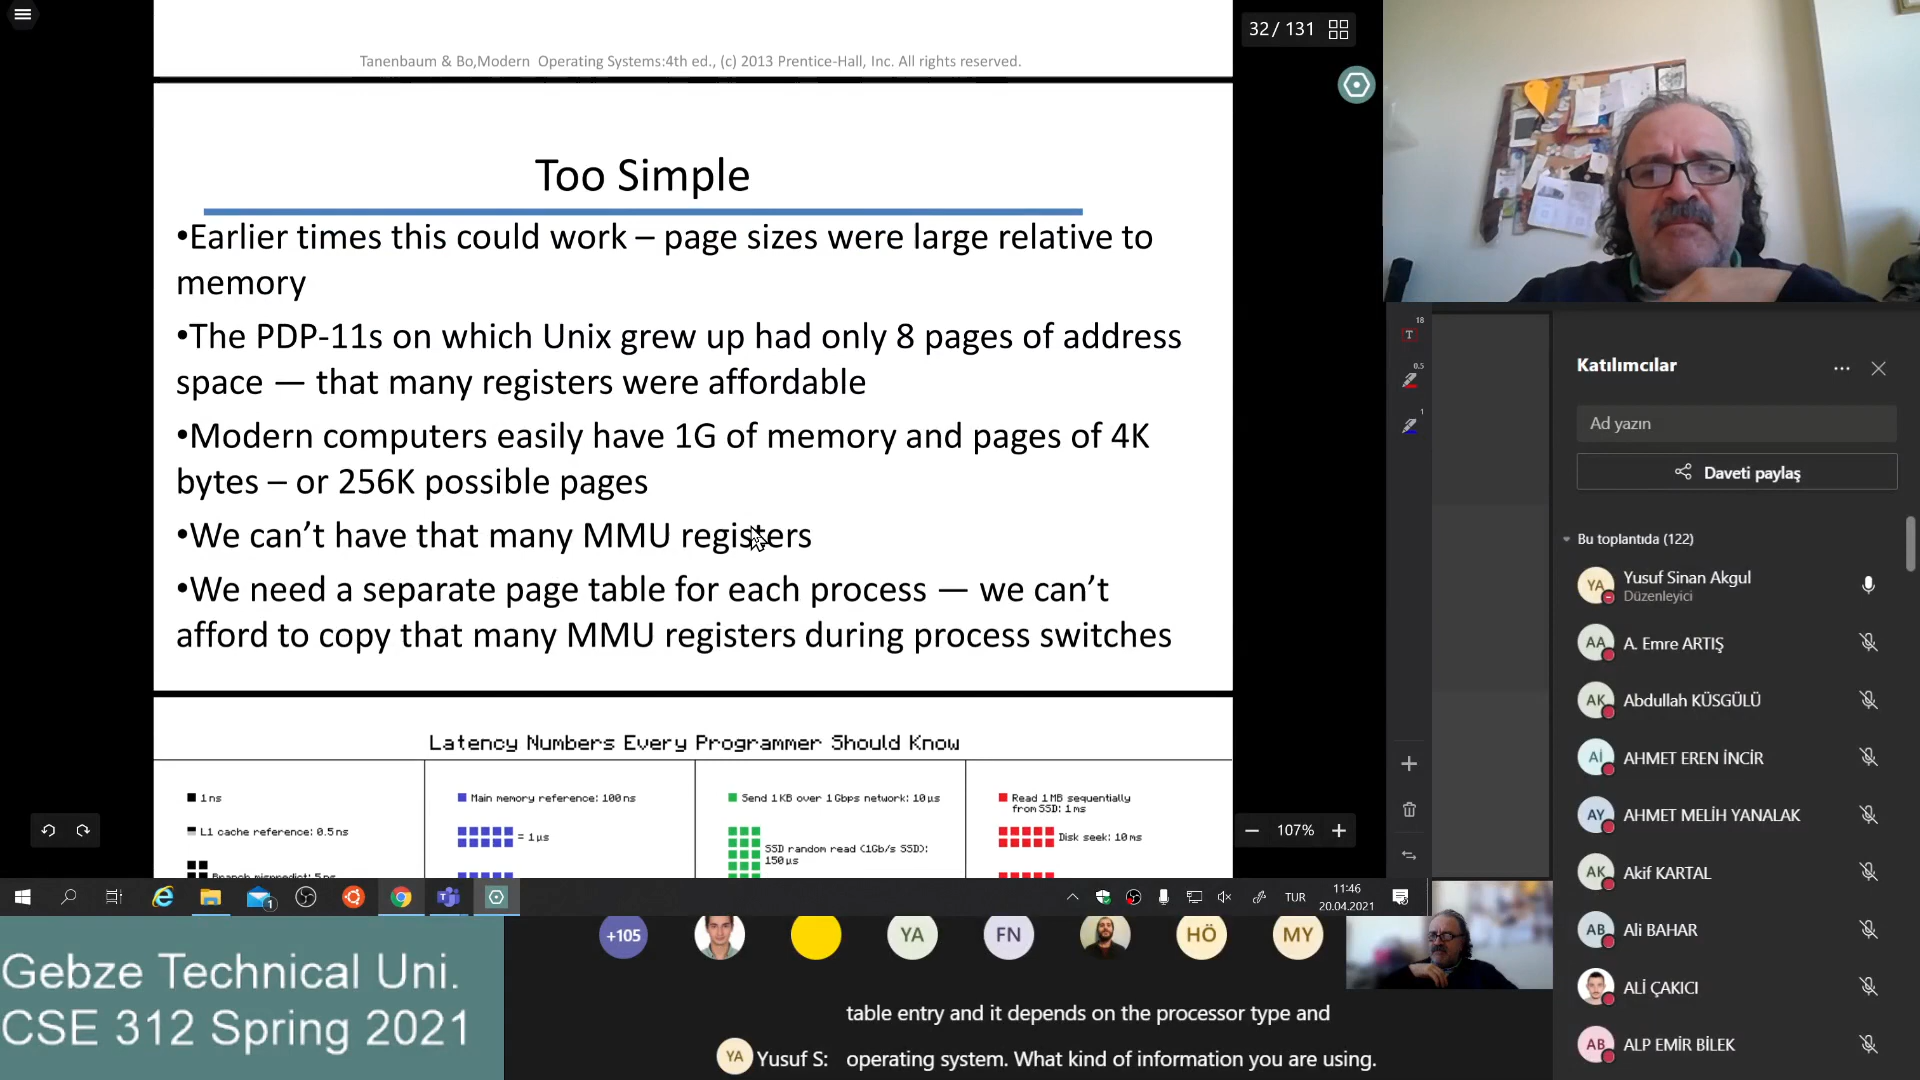 32 / 131
Tanenbaum & Bo,Modern Operating Systems:4th ed., (c) 2013 Prentice-Hall, Inc. All rights reserved.
Too Simple
•Earlier times this could work – page sizes were large relative to
memory
•The PDP-11s on which Unix grew up had only 8 pages of address
space — that many registers were affordable
•Modern computers easily have 1G of memory and pages of 4K
bytes – or 256K possible pages
•We can't have that many MMU registers
•We need a separate page table for each process — we can't
afford to copy that many MMU registers during process switches
Latency Numbers Every Programmer Should Know
1 ns
L1 cache reference: 0.5 ns
Branch mispredict: 5 ns
Main memory reference: 100 ns
= 1 µs
Send 1 KB over 1 Gbps network: 10 µs
SSD random read (1Gb/s SSD):
150 µs
Read 1 MB sequentially
from SSD: 1 ms
Disk seek: 10 ms
107%
18
T
0.5
1
Katılımcılar
Ad yazın
Daveti paylaş
Bu toplantıda (122)
YA
Yusuf Sinan Akgul
Düzenleyici
AA
A. Emre ARTIŞ
AK
Abdullah KÜSGÜLÜ
Aİ
AHMET EREN İNCİR
AY
AHMET MELİH YANALAK
AK
Akif KARTAL
AB
Ali BAHAR
ALİ ÇAKICI
AB
ALP EMİR BİLEK
1
TUR
11:46
20.04.2021
+105
YA
FN
HÖ
MY
Gebze Technical Uni.
CSE 312 Spring 2021
table entry and it depends on the processor type and
YA
Yusuf S: operating system. What kind of information you are using.